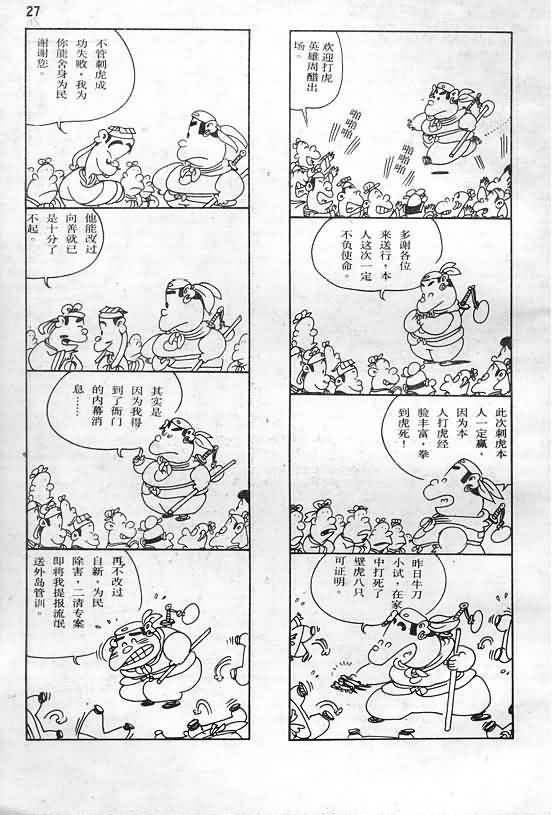 27
欢迎打虎
英雄周醋出
场。
啪啪啪
啪啪啪
多谢各位
来送行，本
人这次一定
不负使命。
此次刺虎本
人一定赢，
因为本
人打虎经
验丰富，拳
到虎死！
昨日牛刀
小试，在家
中打死了
壁虎八只
可证明。
不管刺虎成
功失败，我为
你能舍身为民
谢谢您。
他能改过
向善就已
是十分了
不起。
其实是
因为我得
到了衙门
的内幕消
息……
再不改过
自新。为民
除害，二清专案
即将我提报流氓
送外岛管训。